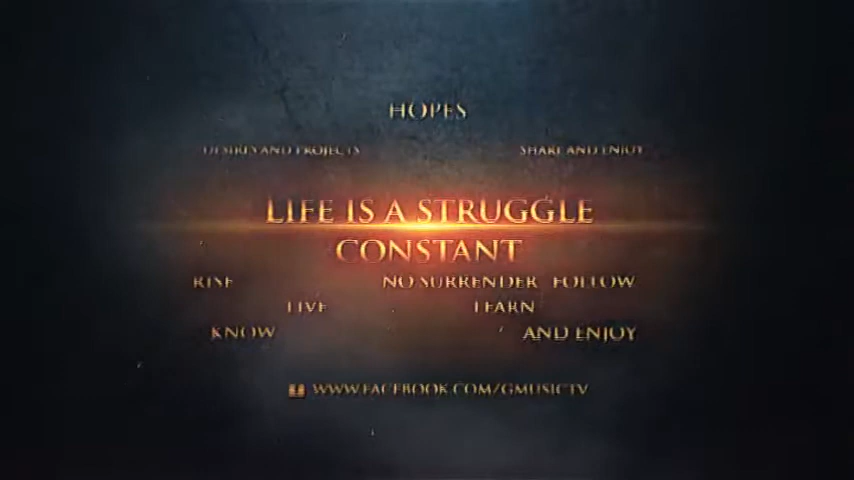 HOPES
DESIRES AND PROJECTS SHARE AND ENJOY
LIFE IS A STRUGGLE
CONSTANT
RISE NO SURRENDER FOLLOW
LIVE LEARN
KNOW AND ENJOY
WWW.FACEBOOK.COM/GMUSICTV